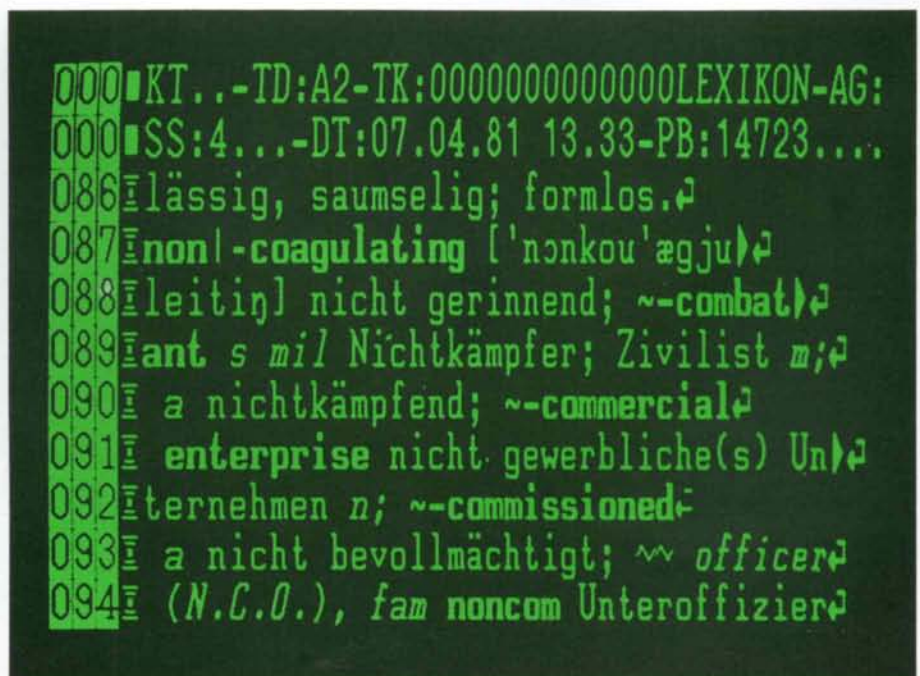 000▮KT..-TD:A2-TK:0000000000000LEXIKON-AG:
000▮SS:4...-DT:07.04.81 13.33-PB:14723....
086 lässig, saumselig; formlos.↵
087 non|-coagulating ['nɔnkou'ægju↵
088 leitiŋ] nicht gerinnend; ~-combat↵
089 ant s mil Nichtkämpfer; Zivilist m;↵
090 a nichtkämpfend; ~-commercial↵
091 enterprise nicht gewerbliche(s) Un↵
092 ternehmen n; ~-commissioned←
093 a nicht bevollmächtigt; ~~ officer↵
094 (N.C.O.), fam noncom Unteroffizier↵